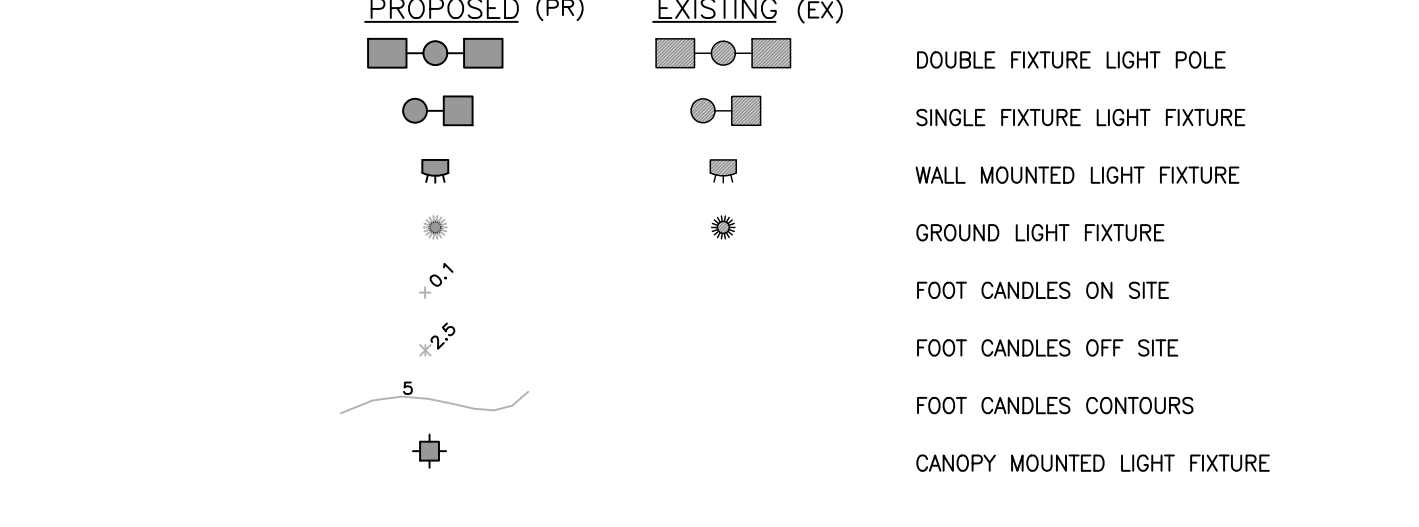 PROPOSED (PR) EXISTING (EX)
DOUBLE FIXTURE LIGHT POLE
SINGLE FIXTURE LIGHT FIXTURE
WALL MOUNTED LIGHT FIXTURE
GROUND LIGHT FIXTURE
0.1 FOOT CANDLES ON SITE
2.5 FOOT CANDLES OFF SITE
5 FOOT CANDLES CONTOURS
CANOPY MOUNTED LIGHT FIXTURE